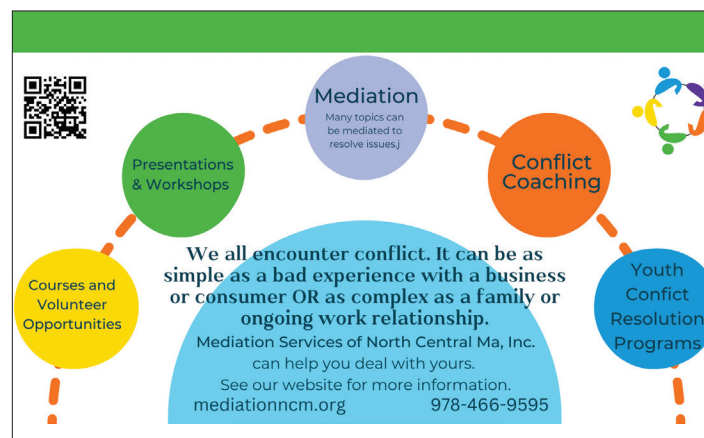 Mediation
Many topics can
be mediated to
resolve issues,j
Presentations
& Workshops
Conflict
Coaching
Courses and
Volunteer
Opportunities
Youth
Confict
Resolution
Programs
We all encounter conflict. It can be as
simple as a bad experience with a business
or consumer OR as complex as a family or
ongoing work relationship.
Mediation Services of North Central Ma, Inc.
can help you deal with yours.
See our website for more information.
mediationncm.org 978-466-9595